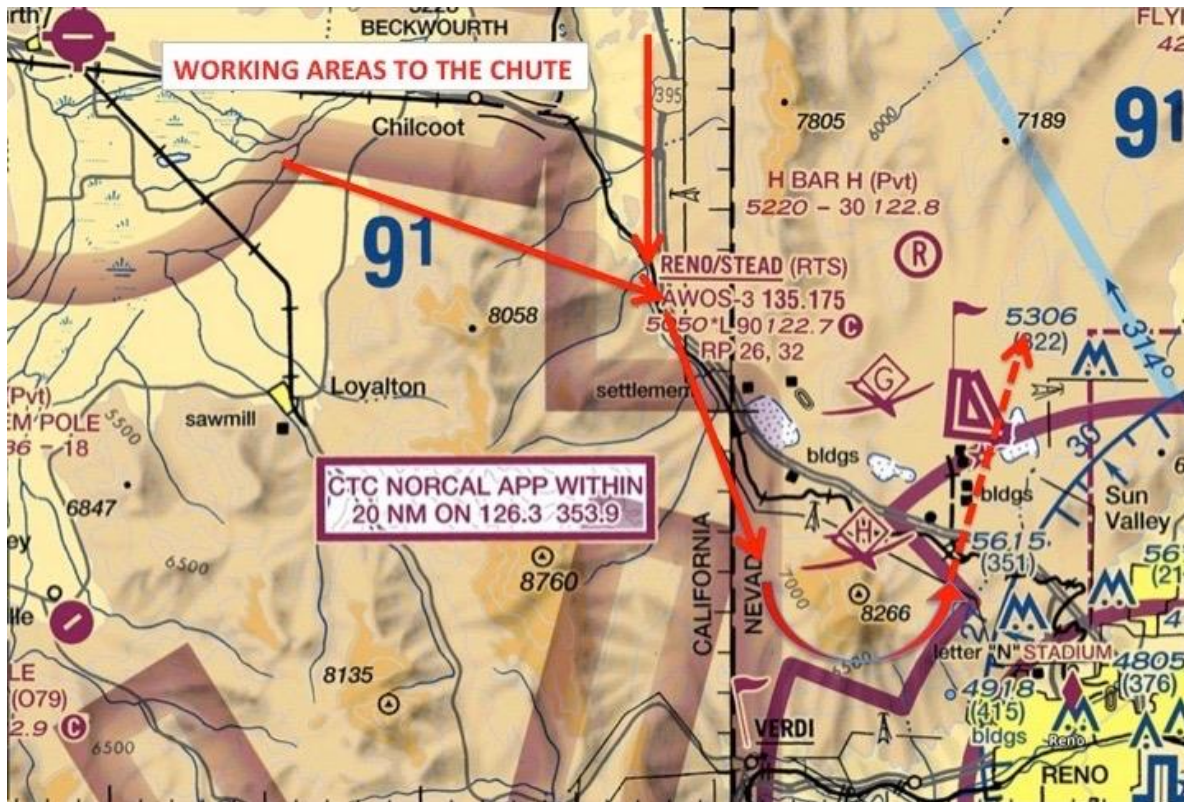 BECKWOURTH
WORKING AREAS TO THE CHUTE
395
Chilcoot
7805
6000
7189
91
H BAR H (Pvt)
5220 - 30 122.8
R
91
RENO/STEAD (RTS)
AWOS-3 135.175
5050 *L 90 122.7 C
RP 26, 32
8058
5306
(322)
314°
G
Loyalton
settlement
sawmill
(Pvt)
5500
30
bldgs
6847
CTC NORCAL APP WITHIN
20 NM ON 126.3 353.9
bldgs
Sun
Valley
6500
8760
CALIFORNIA
NEVAD
7000
H
8266
5615
(351)
6500
letter "N" STADIUM
8135
4805
(376)
(O79)
2.9 C
4918
(415)
bldgs
6500
VERDI
Reno
RENO